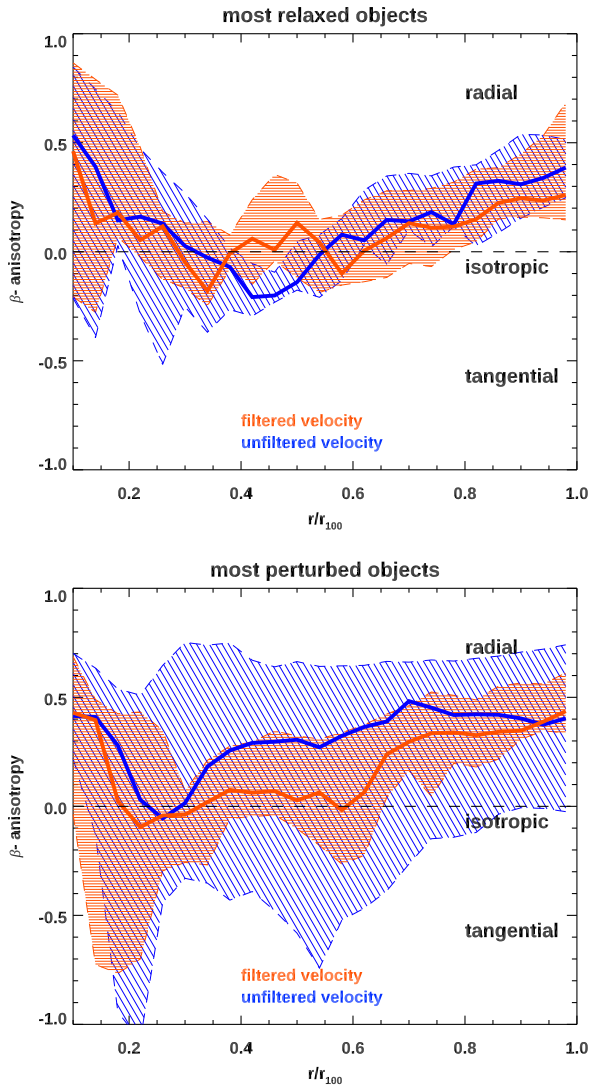 most relaxed objects
1.0
radial
0.5
β- anisotropy
0.0
isotropic
-0.5
tangential
filtered velocity
unfiltered velocity
-1.0
0.2 0.4 0.6 0.8 1.0
r/r100
most perturbed objects
1.0
radial
0.5
β- anisotropy
0.0
isotropic
-0.5
tangential
filtered velocity
unfiltered velocity
-1.0
0.2 0.4 0.6 0.8 1.0
r/r100